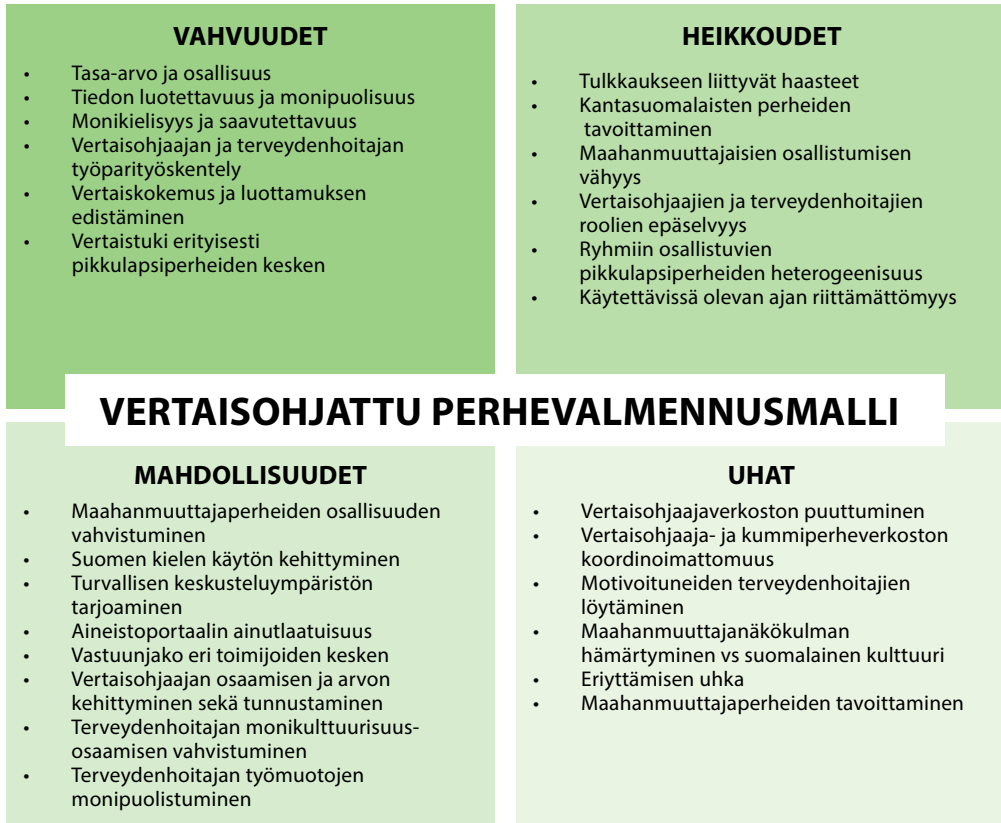 VAHVUUDET
• Tasa-arvo ja osallisuus
• Tiedon luotettavuus ja monipuolisuus
• Monikielisyys ja saavutettavuus
• Vertaisohjaajan ja terveydenhoitajan
työparityöskentely
• Vertaiskokemus ja luottamuksen
edistäminen
• Vertaistuki erityisesti
pikkulapsiperheiden kesken
HEIKKOUDET
• Tulkkaukseen liittyvät haasteet
• Kantasuomalaisten perheiden
tavoittaminen
• Maahanmuuttajaisien osallistumisen
vähyys
• Vertaisohjaajien ja terveydenhoitajien
roolien epäselvyys
• Ryhmiin osallistuvien
pikkulapsiperheiden heterogeenisuus
• Käytettävissä olevan ajan riittämättömyys
VERTAISOHJATTU PERHEVALMENNUSMALLI
MAHDOLLISUUDET
• Maahanmuuttajaperheiden osallisuuden
vahvistuminen
• Suomen kielen käytön kehittyminen
• Turvallisen keskusteluympäristön
tarjoaminen
• Aineistoportaalin ainutlaatuisuus
• Vastuunjako eri toimijoiden kesken
• Vertaisohjaajan osaamisen ja arvon
kehittyminen sekä tunnustaminen
• Terveydenhoitajan monikulttuurisuus-
osaamisen vahvistuminen
• Terveydenhoitajan työmuotojen
monipuolistuminen
UHAT
• Vertaisohjaajaverkoston puuttuminen
• Vertaisohjaaja- ja kummiperheverkoston
koordinoimattomuus
• Motivoituneiden terveydenhoitajien
löytäminen
• Maahanmuuttajanäkökulman
hämärtyminen vs suomalainen kulttuuri
• Eriyttämisen uhka
• Maahanmuuttajaperheiden tavoittaminen